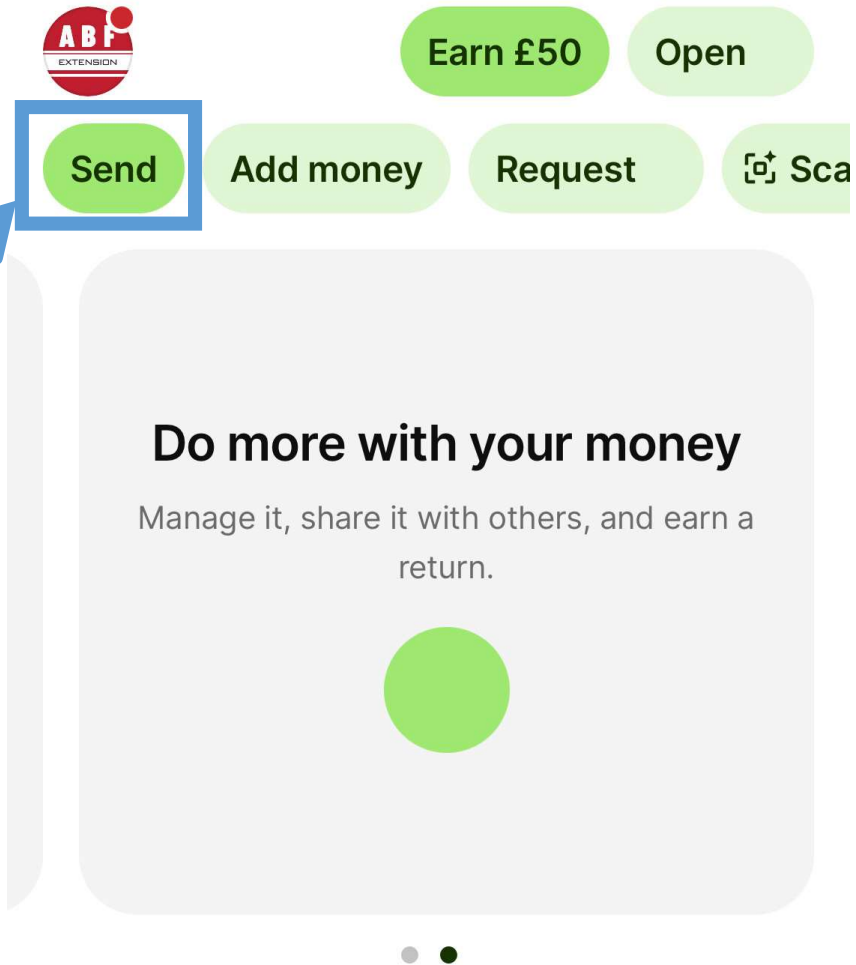 ABF
EXTENSION
Earn £50
Open
Send
Add money
Request
Sca
Do more with your money
Manage it, share it with others, and earn a
return.